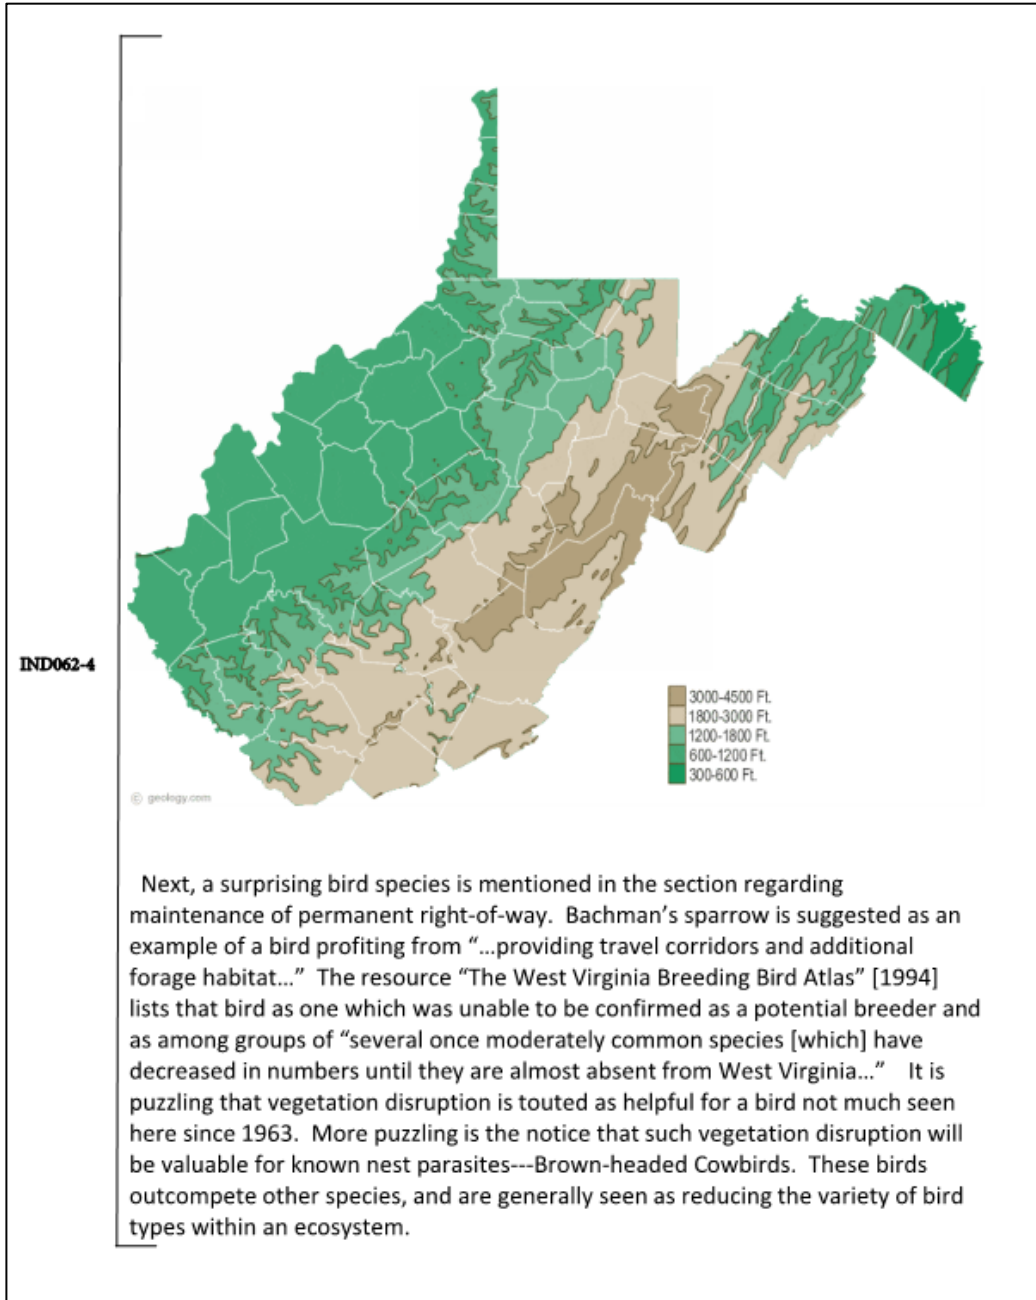 IND062-4
3000-4500 Ft.
1800-3000 Ft.
1200-1800 Ft.
600-1200 Ft.
300-600 Ft.
© geology.com
Next, a surprising bird species is mentioned in the section regarding
maintenance of permanent right-of-way.  Bachman’s sparrow is suggested as an
example of a bird profiting from “…providing travel corridors and additional
forage habitat…”  The resource “The West Virginia Breeding Bird Atlas” [1994]
lists that bird as one which was unable to be confirmed as a potential breeder and
as among groups of “several once moderately common species [which] have
decreased in numbers until they are almost absent from West Virginia…”   It is
puzzling that vegetation disruption is touted as helpful for a bird not much seen
here since 1963.  More puzzling is the notice that such vegetation disruption will
be valuable for known nest parasites---Brown-headed Cowbirds.  These birds
outcompete other species, and are generally seen as reducing the variety of bird
types within an ecosystem.